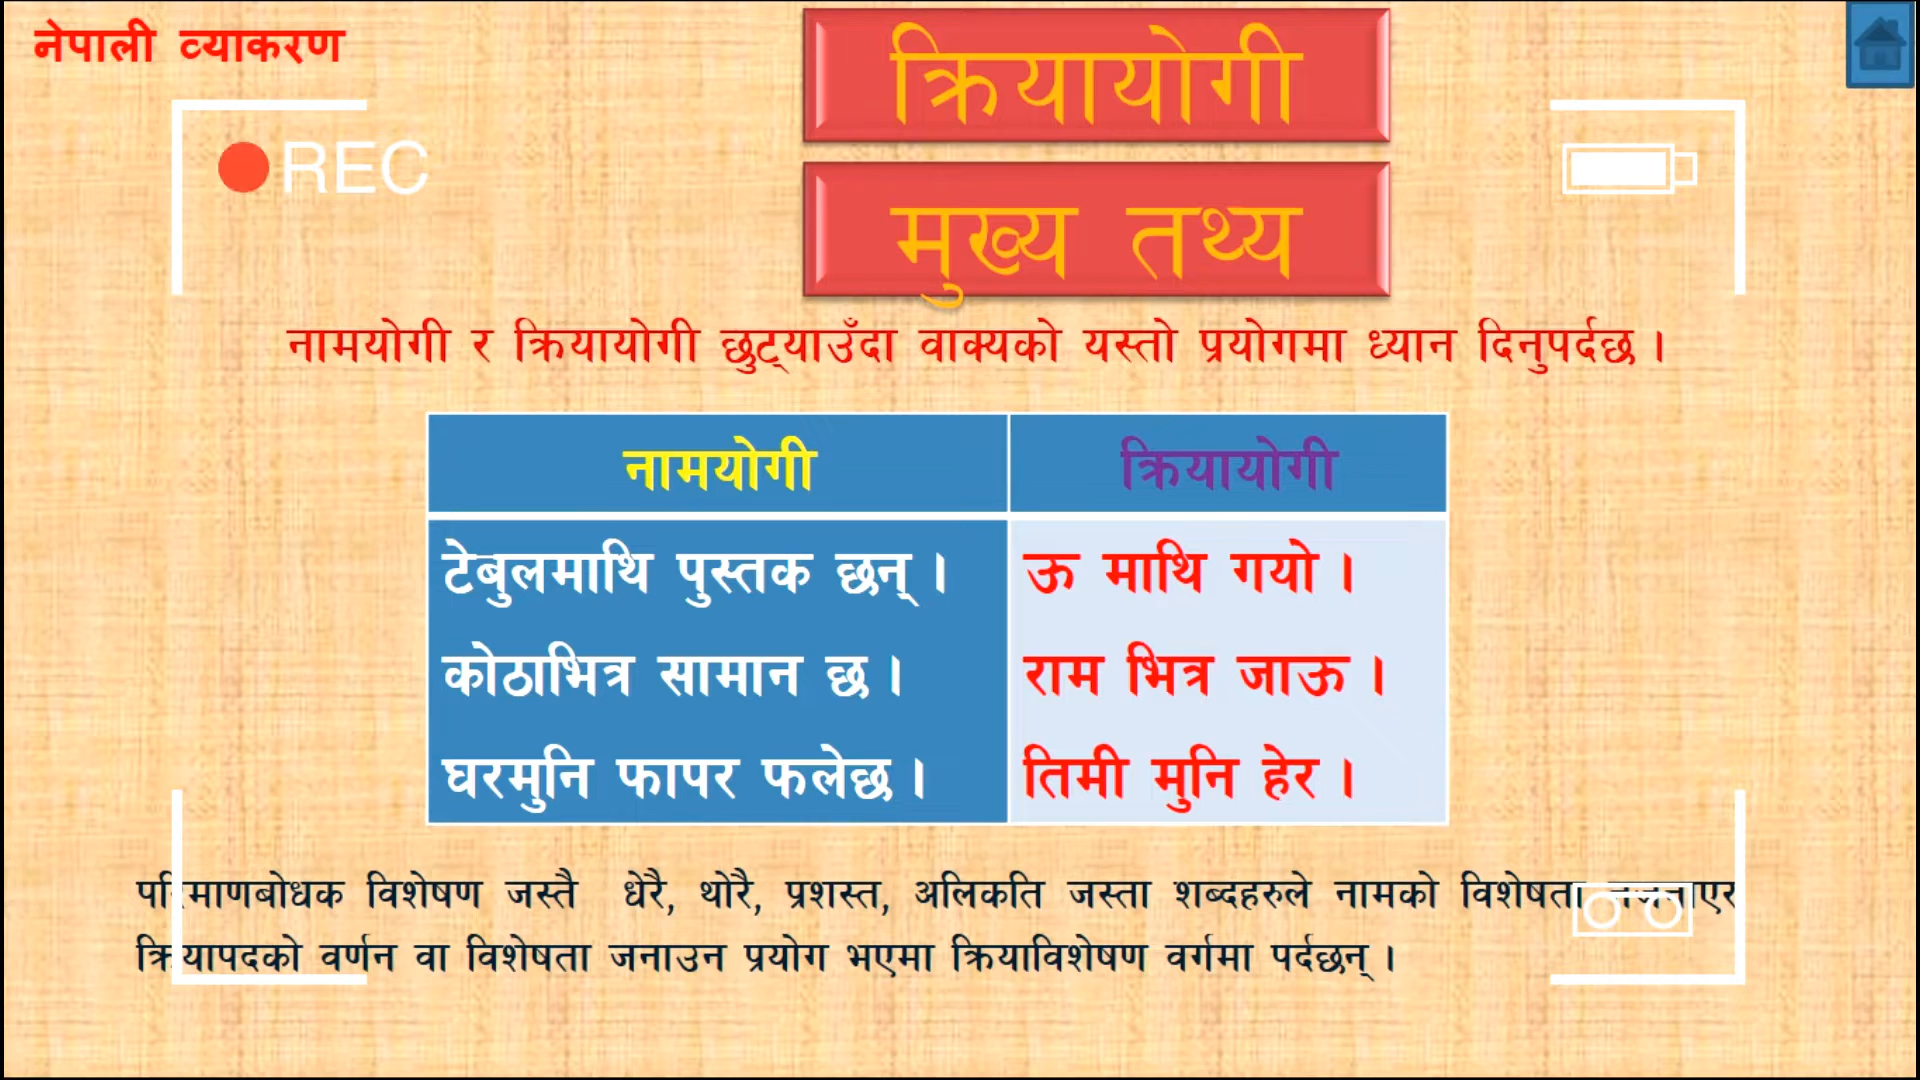 नेपाली व्याकरण
क्रियायोगी
REC
मुख्य तथ्य
नामयोगी र क्रियायोगी छुट्याउँदा वाक्यको यस्तो प्रयोगमा ध्यान दिनुपर्दछ ।
नामयोगी क्रियायोगी
टेबुलमाथि पुस्तक छन् । ऊ माथि गयो ।
कोठाभित्र सामान छ । राम भित्र जाऊ ।
घरमुनि फापर फलेछ । तिमी मुनि हेर ।
परिमाणबोधक विशेषण जस्तै धेरै, थोरै, प्रशस्त, अलिकति जस्ता शब्दहरुले नामको विशेषता
क्रियापदको वर्णन वा विशेषता जनाउन प्रयोग भएमा क्रियाविशेषण वर्गमा पर्दछन् ।